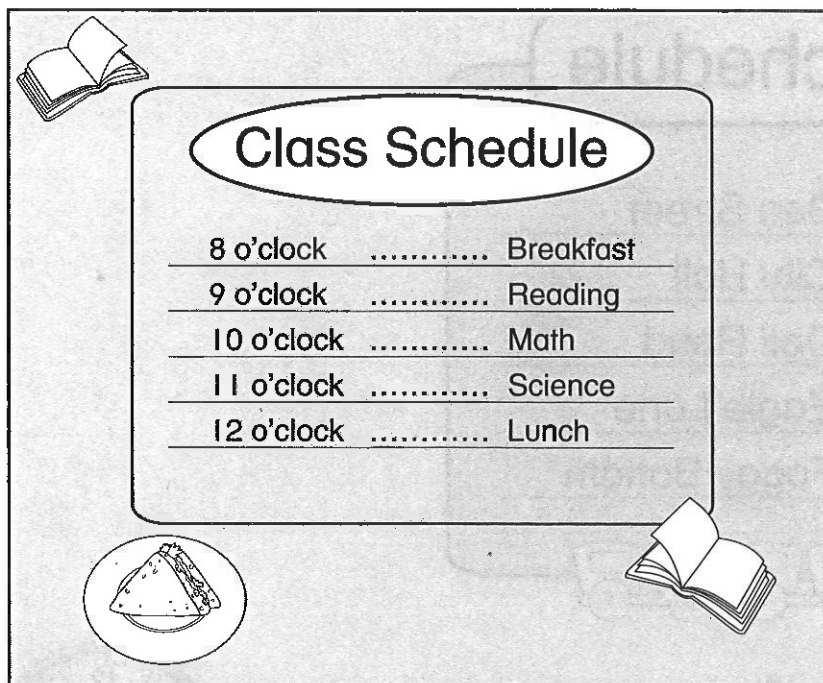 Class Schedule
8 o'clock ............ Breakfast
9 o'clock ............ Reading
10 o'clock ............ Math
11 o'clock ............ Science
12 o'clock ............ Lunch